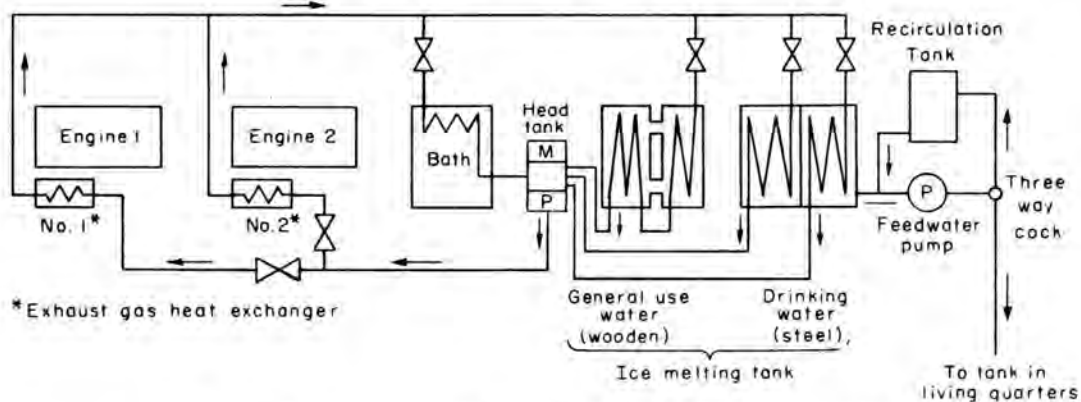 Recirculation
Tank
Engine 1
Engine 2
Bath
Head
tank
M
P
P
Three
way
cock
Feedwater
pump
No. 1*
No. 2*
*Exhaust gas heat exchanger
General use
water
(wooden)
Drinking
water
(steel),
Ice melting tank
To tank in
living quarters